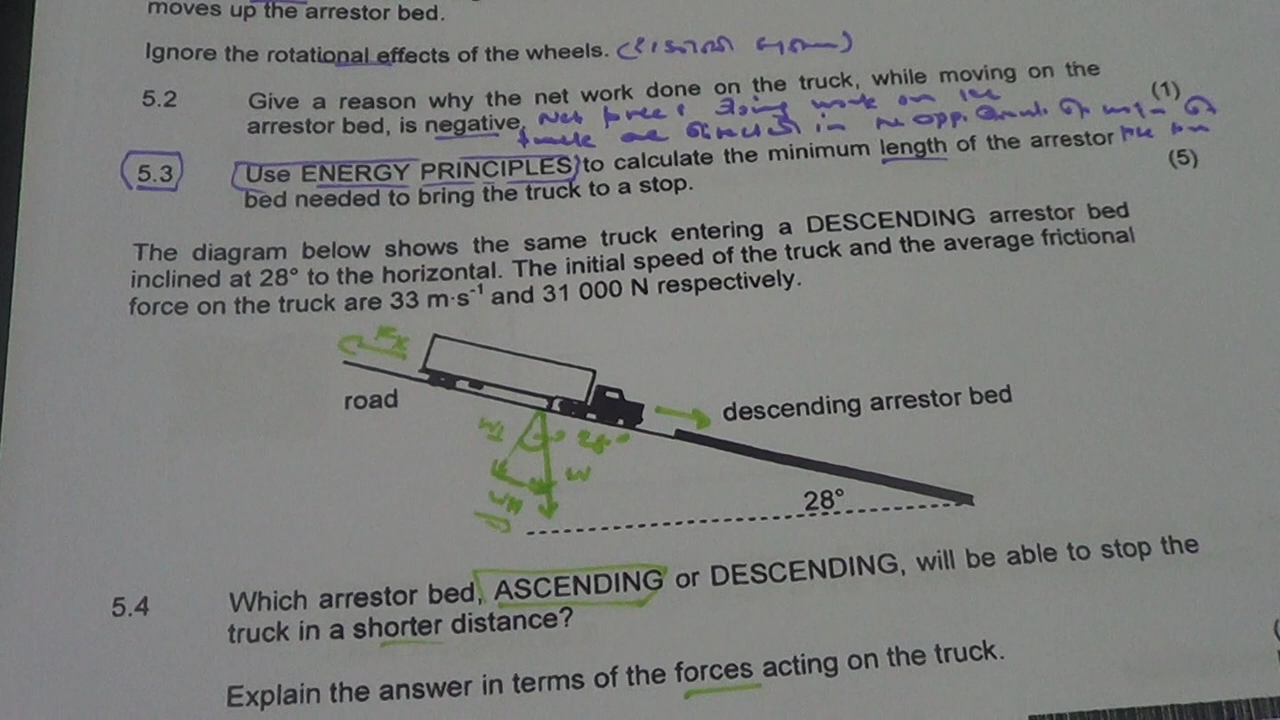 moves up the arrestor bed.
Ignore the rotational effects of the wheels.
5.2 Give a reason why the net work done on the truck, while moving on the
arrestor bed, is negative. (1)
5.3 Use ENERGY PRINCIPLES to calculate the minimum length of the arrestor
bed needed to bring the truck to a stop. (5)
The diagram below shows the same truck entering a DESCENDING arrestor bed
inclined at 28° to the horizontal. The initial speed of the truck and the average frictional
force on the truck are 33 m·s⁻¹ and 31 000 N respectively.
road
descending arrestor bed
W
28°
28°
5.4 Which arrestor bed, ASCENDING or DESCENDING, will be able to stop the
truck in a shorter distance?
Explain the answer in terms of the forces acting on the truck.